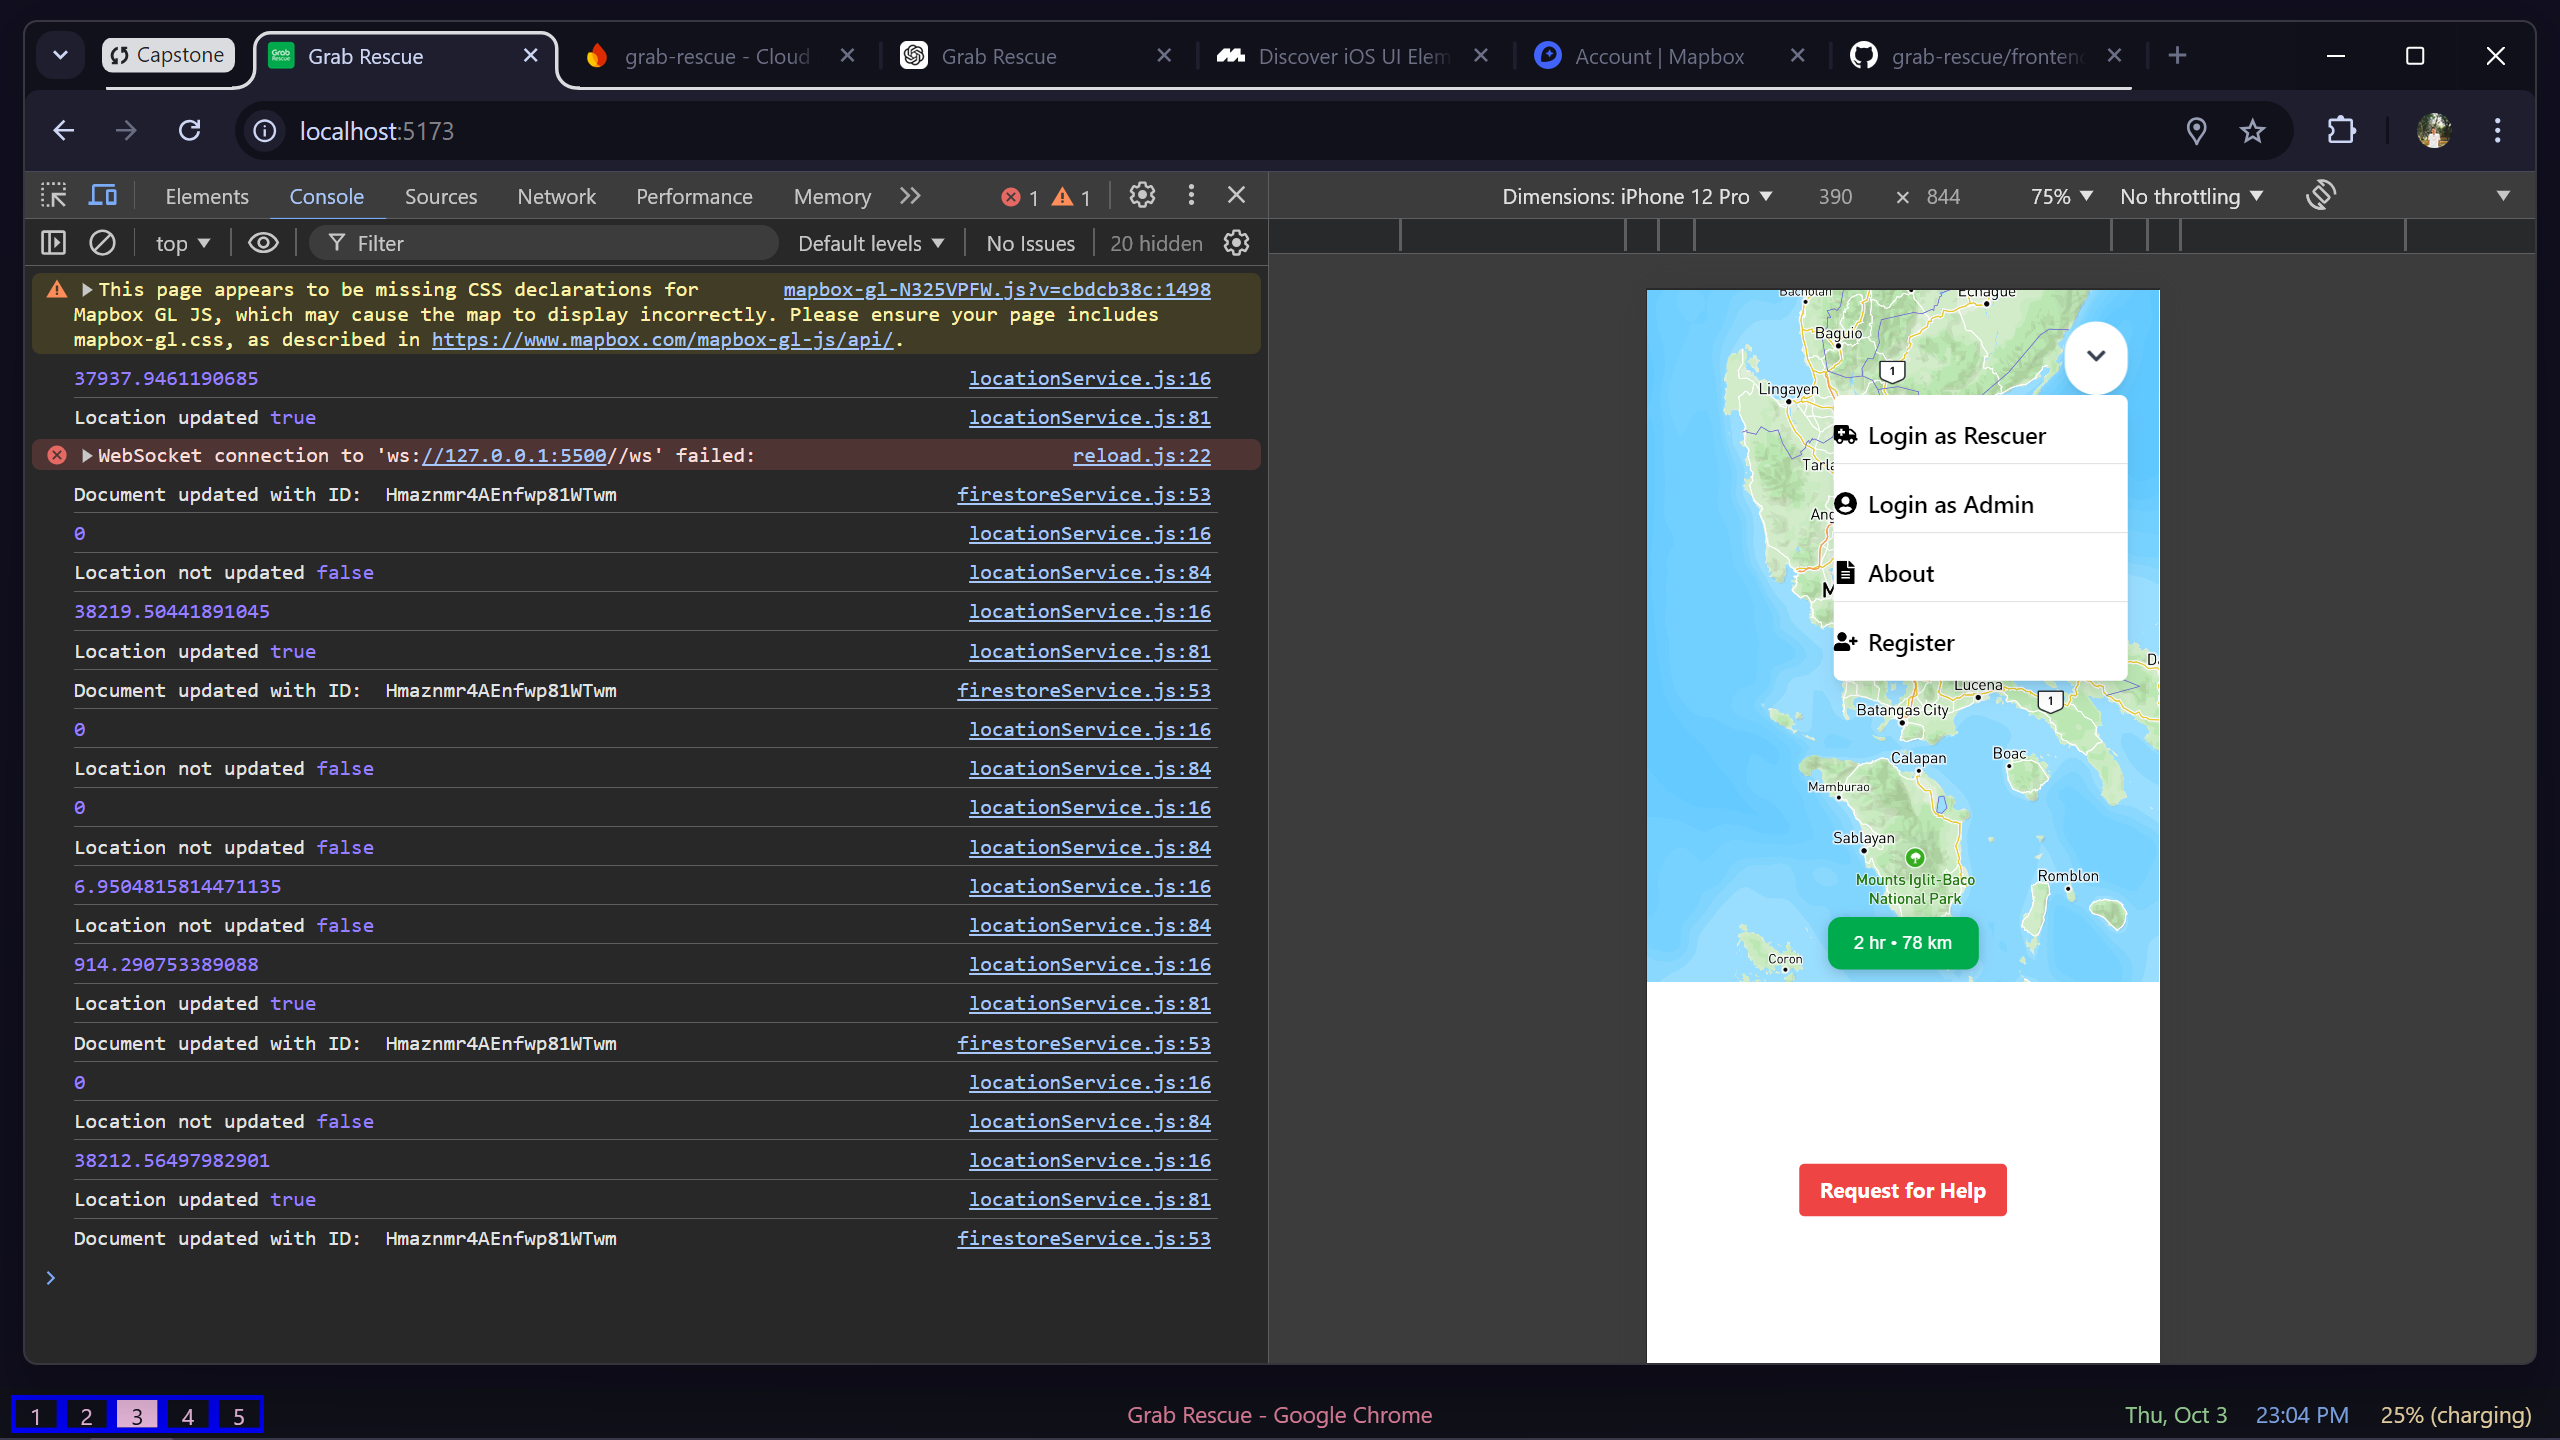 Capstone
Grab Rescue
grab-rescue - Cloud
Grab Rescue
Discover iOS UI Elem
Account | Mapbox
grab-rescue/frontend
localhost:5173
Elements
Console
Sources
Network
Performance
Memory
1
1
Dimensions: iPhone 12 Pro
390
×
844
75%
No throttling
top
Filter
Default levels
No Issues
20 hidden
This page appears to be missing CSS declarations for mapbox-gl-N325VPFW.js?v=cbdcb38c:1498
Mapbox GL JS, which may cause the map to display incorrectly. Please ensure your page includes
mapbox-gl.css, as described in https://www.mapbox.com/mapbox-gl-js/api/.
37937.9461190685 locationService.js:16
Location updated true locationService.js:81
WebSocket connection to 'ws://127.0.0.1:5500//ws' failed: reload.js:22
Document updated with ID: Hmaznmr4AEnfwp81WTwm firestoreService.js:53
0 locationService.js:16
Location not updated false locationService.js:84
38219.50441891045 locationService.js:16
Location updated true locationService.js:81
Document updated with ID: Hmaznmr4AEnfwp81WTwm firestoreService.js:53
0 locationService.js:16
Location not updated false locationService.js:84
0 locationService.js:16
Location not updated false locationService.js:84
6.9504815814471135 locationService.js:16
Location not updated false locationService.js:84
914.290753389088 locationService.js:16
Location updated true locationService.js:81
Document updated with ID: Hmaznmr4AEnfwp81WTwm firestoreService.js:53
0 locationService.js:16
Location not updated false locationService.js:84
38212.56497982901 locationService.js:16
Location updated true locationService.js:81
Document updated with ID: Hmaznmr4AEnfwp81WTwm firestoreService.js:53
Echague
Baguio
1
Lingayen
Login as Rescuer
Tarla
Login as Admin
Ang
About
M
Register
D
Lucena
1
Batangas City
Boac
Calapan
Mamburao
Sablayan
Mounts Iglit-Baco
National Park
Romblon
2 hr • 78 km
Coron
Request for Help
1
2
3
4
5
Grab Rescue - Google Chrome
Thu, Oct 3
23:04 PM
25% (charging)